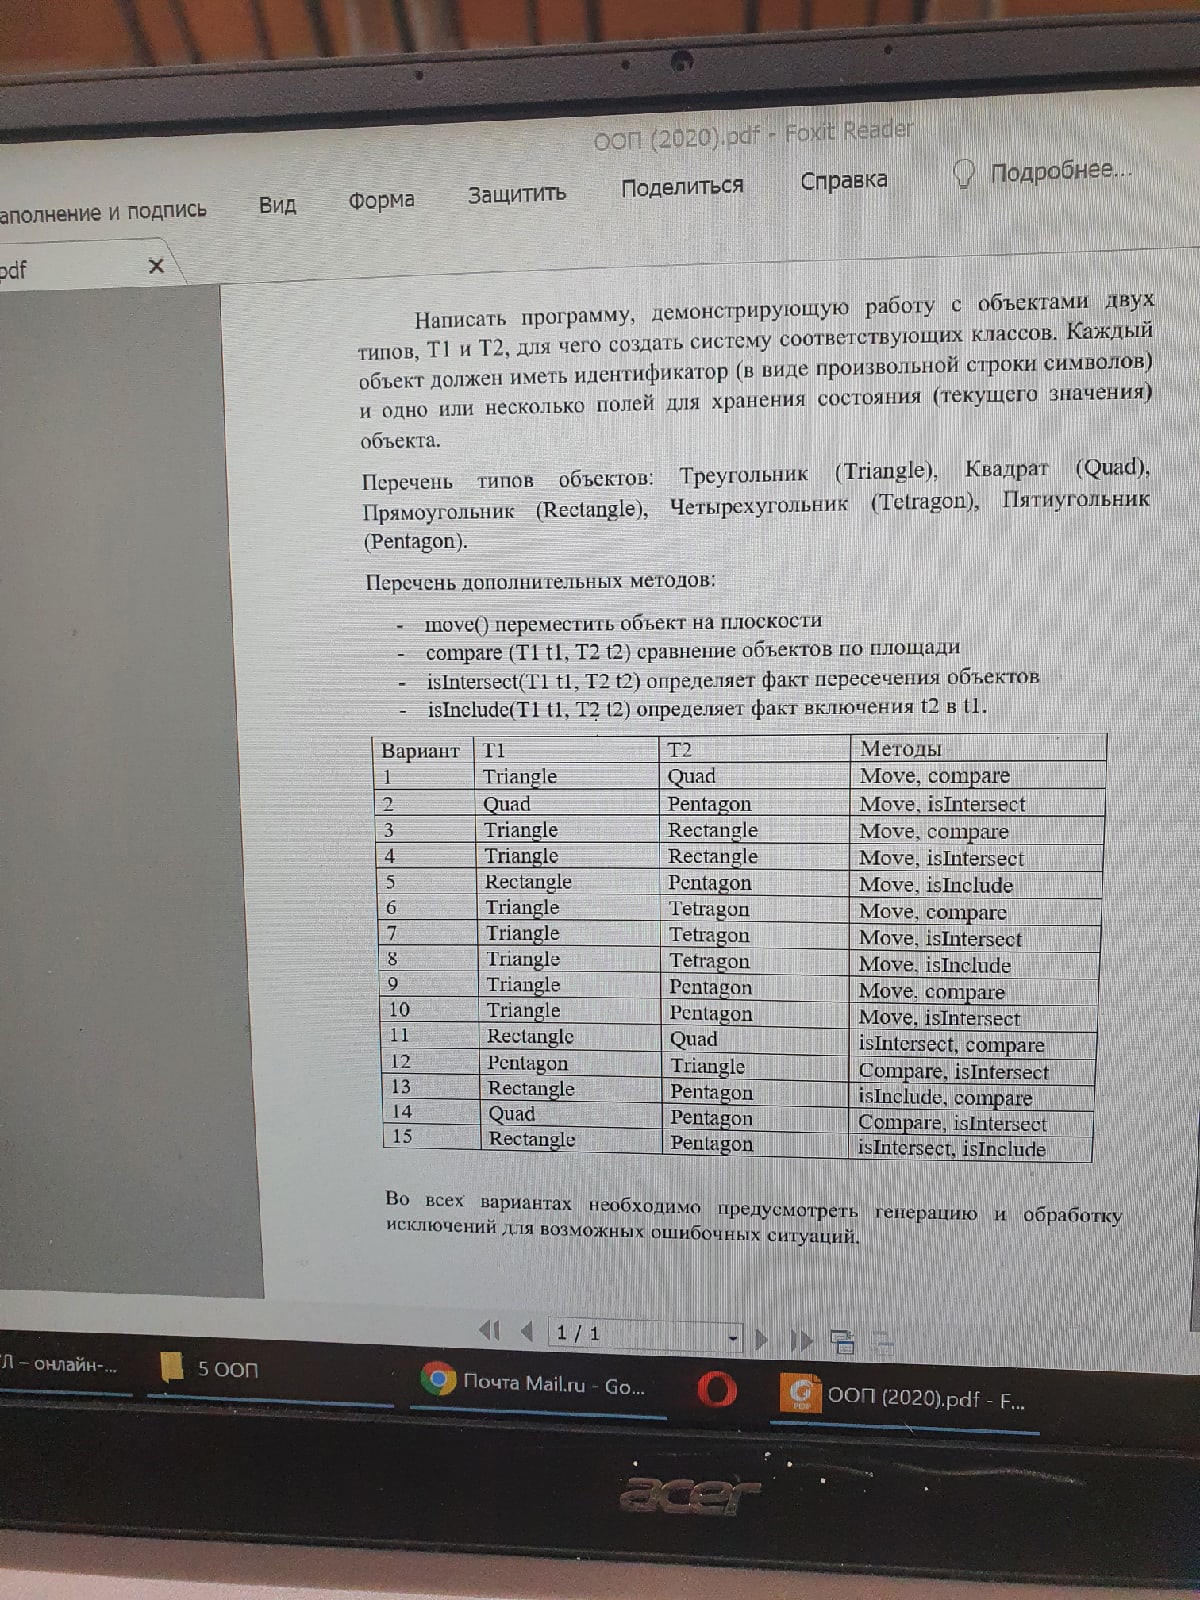 ООП (2020).pdf - Foxit Reader
аполнение и подпись Вид Форма Защитить Поделиться Справка Подробнее...
pdf
Написать программу, демонстрирующую работу с объектами двух
типов, Т1 и Т2, для чего создать систему соответствующих классов. Каждый
объект должен иметь идентификатор (в виде произвольной строки символов)
и одно или несколько полей для хранения состояния (текущего значения)
объекта.
Перечень типов объектов: Треугольник (Triangle), Квадрат (Quad),
Прямоугольник (Rectangle), Четырехугольник (Tetragon), Пятиугольник
(Pentagon).
Перечень дополнительных методов:
- move() переместить объект на плоскости
- compare (T1 t1, T2 t2) сравнение объектов по площади
- isIntersect(T1 t1, T2 t2) определяет факт пересечения объектов
- isInclude(T1 t1, T2 t2) определяет факт включения t2 в t1.
Вариант T1 T2 Методы
1 Triangle Quad Move, compare
2 Quad Pentagon Move, isIntersect
3 Triangle Rectangle Move, compare
4 Triangle Rectangle Move, isIntersect
5 Rectangle Pentagon Move, isInclude
6 Triangle Tetragon Move, compare
7 Triangle Tetragon Move, isIntersect
8 Triangle Tetragon Move, isInclude
9 Triangle Pentagon Move, compare
10 Triangle Pentagon Move, isIntersect
11 Rectangle Quad isIntersect, compare
12 Pentagon Triangle Compare, isIntersect
13 Rectangle Pentagon isInclude, compare
14 Quad Pentagon Compare, isIntersect
15 Rectangle Pentagon isIntersect, isInclude
Во всех вариантах необходимо предусмотреть генерацию и обработку
исключений для возможных ошибочных ситуаций.
1 / 1
Л – онлайн-... 5 ООП Почта Mail.ru - Go... ООП (2020).pdf - F...
acer